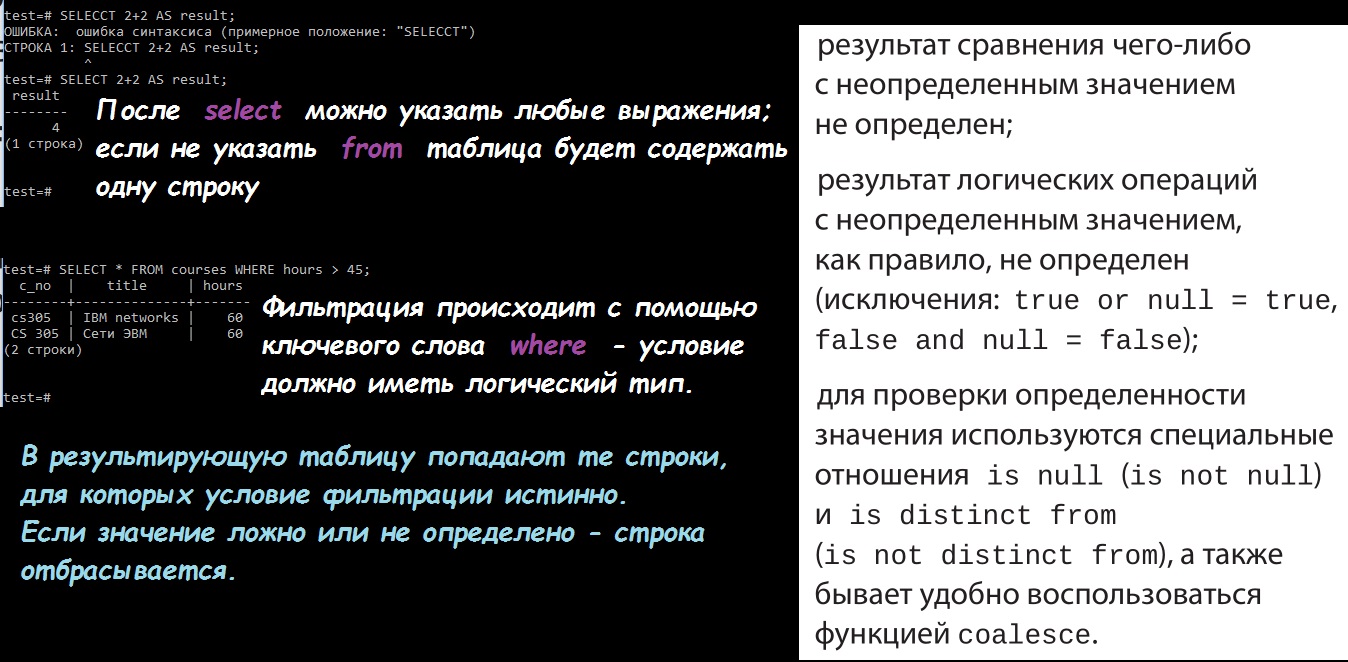 test=# SELECCT 2+2 AS result;
ОШИБКА:  ошибка синтаксиса (примерное положение: "SELECCT")
СТРОКА 1: SELECCT 2+2 AS result;
          ^
test=# SELECT 2+2 AS result;
 result
--------
      4
(1 строка)
test=#
После select можно указать любые выражения;
если не указать from таблица будет содержать
одну строку
test=# SELECT * FROM courses WHERE hours > 45;
  c_no  |    title     | hours
--------+--------------+-------
 cs305  | IBM networks |    60
 CS 305 | Сети ЭВМ     |    60
(2 строки)
test=#
Фильтрация происходит с помощью
ключевого слова where - условие
должно иметь логический тип.
В результирующую таблицу попадают те строки,
для которых условие фильтрации истинно.
Если значение ложно или не определено - строка
отбрасывается.
результат сравнения чего-либо
с неопределенным значением
не определен;
результат логических операций
с неопределенным значением,
как правило, не определен
(исключения: true or null = true,
false and null = false);
для проверки определенности
значения используются специальные
отношения is null (is not null)
и is distinct from
(is not distinct from), а также
бывает удобно воспользоваться
функцией coalesce.